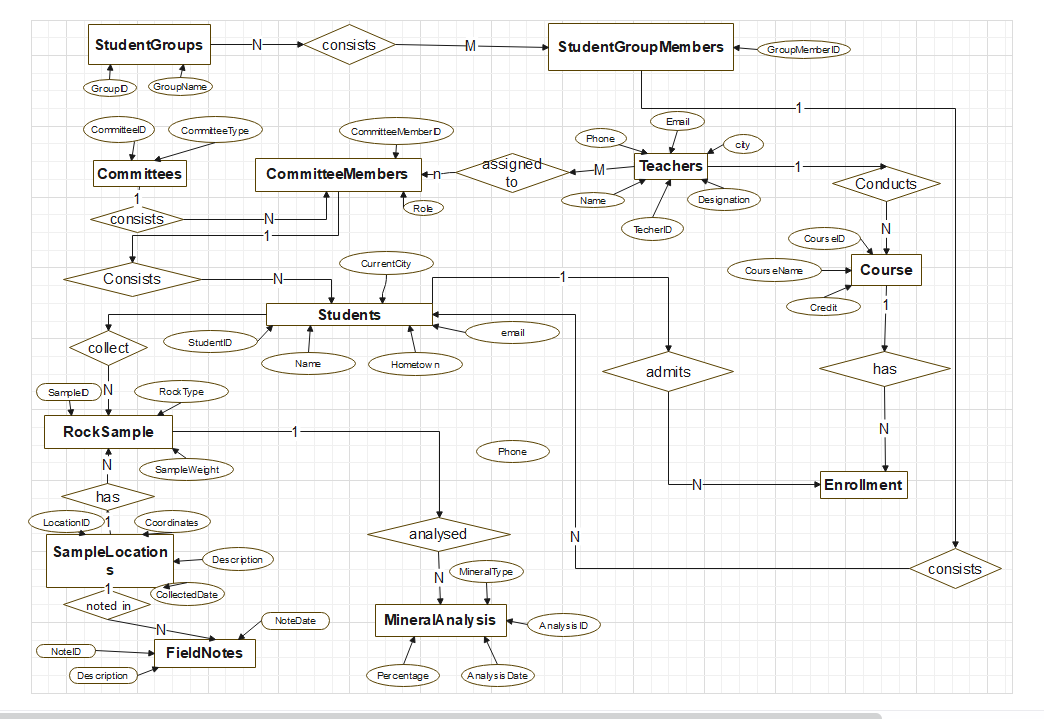 StudentGroups
N
consists
M
StudentGroupMembers
GroupMemberID
GroupID
GroupName
1
CommitteeID
CommitteeType
CommitteeMemberID
Phone
Email
city
Committees
CommitteeMembers
n
assigned
to
M
Teachers
1
Conducts
1
consists
N
1
Role
Name
TecherID
Designation
N
CourseID
CourseName
Course
Credit
1
Consists
N
CurrentCity
1
Students
StudentID
Name
Hometown
email
collect
admits
has
N
SampleID
RockType
RockSample
1
SampleWeight
Phone
N
N
has
N
Enrollment
LocationID
1
Coordinates
SampleLocation
s
Description
CollectedDate
analysed
N
consists
1
noted in
N
N
MineralType
MineralAnalysis
AnalysisID
NoteDate
NoteID
FieldNotes
Description
Percentage
AnalysisDate